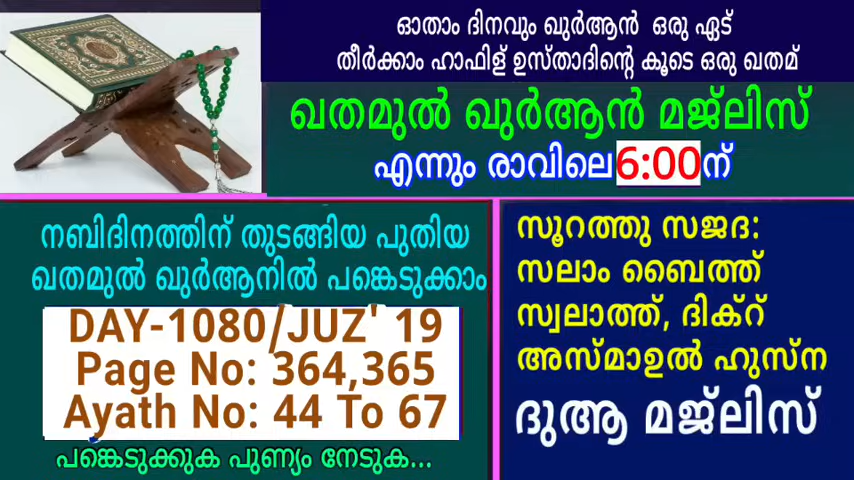 ഓതാം ദിനവും ഖുർആൻ ഒരു ഏട്
തീർക്കാം ഹാഫിള് ഉസ്താദിന്റെ കൂടെ ഒരു ഖതമ്
ഖതമുൽ ഖുർആൻ മജ്ലിസ്
എന്നും രാവിലെ 6:00ന്
നബിദിനത്തിന് തുടങ്ങിയ പുതിയ
ഖതമുൽ ഖുർആനിൽ പങ്കെടുക്കാം
DAY-1080/JUZ' 19
Page No: 364,365
Ayath No: 44 To 67
പങ്കെടുക്കുക പുണ്യം നേടുക...
സൂറത്തു സജദ:
സലാം ബൈത്ത്
സ്വലാത്ത്, ദിക്റ്
അസ്മാഉൽ ഹുസ്ന
ദുആ മജ്ലിസ്